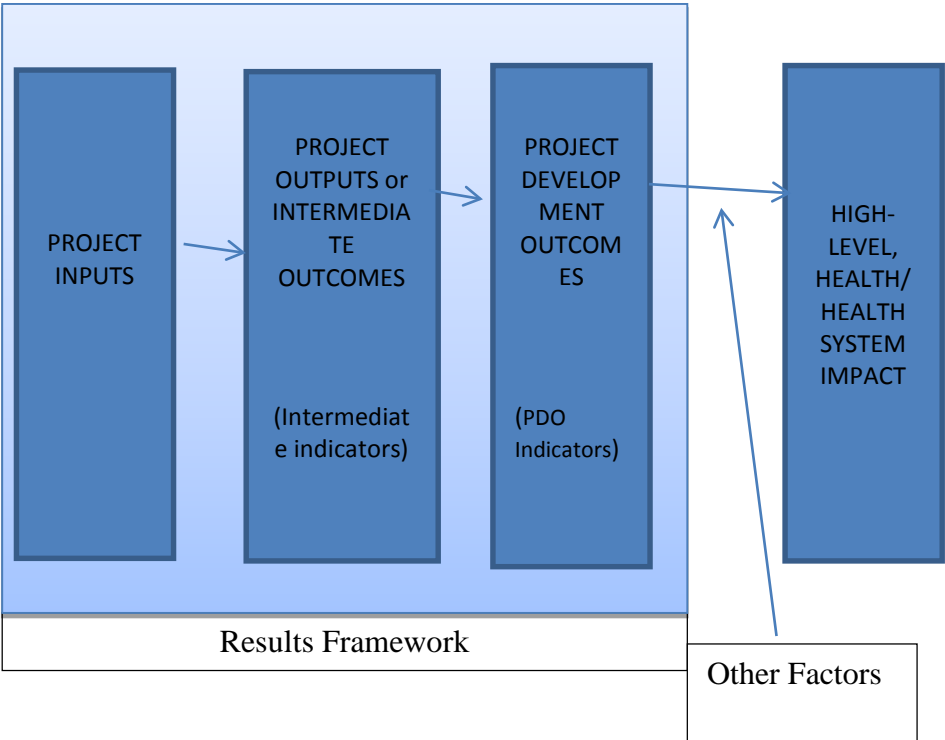 PROJECT
INPUTS
PROJECT
OUTPUTS or
INTERMEDIA
TE
OUTCOMES
(Intermediat
e indicators)
PROJECT
DEVELOP
MENT
OUTCOM
ES
(PDO
Indicators)
HIGH-
LEVEL,
HEALTH/
HEALTH
SYSTEM
IMPACT
Results Framework
Other Factors